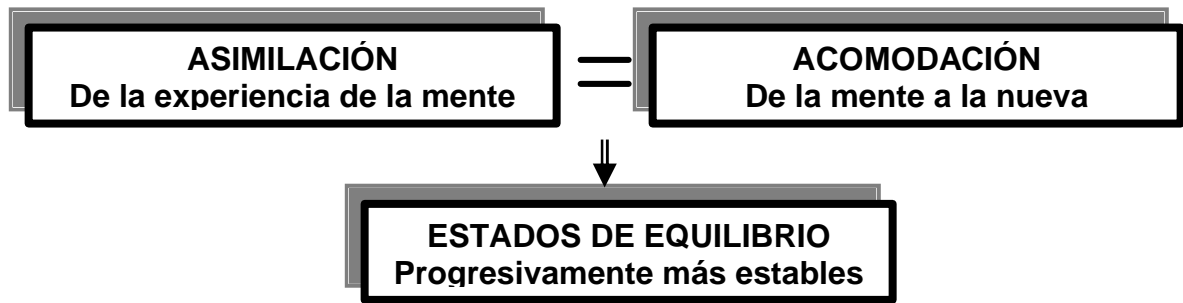 ASIMILACIÓN
De la experiencia de la mente
ACOMODACIÓN
De la mente a la nueva
ESTADOS DE EQUILIBRIO
Progresivamente más estables